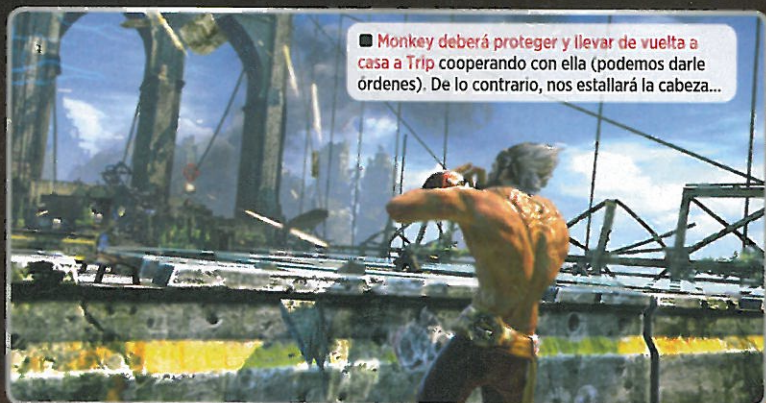 ■ Monkey deberá proteger y llevar de vuelta a
casa a Trip cooperando con ella (podemos darle
órdenes). De lo contrario, nos estallará la cabeza...